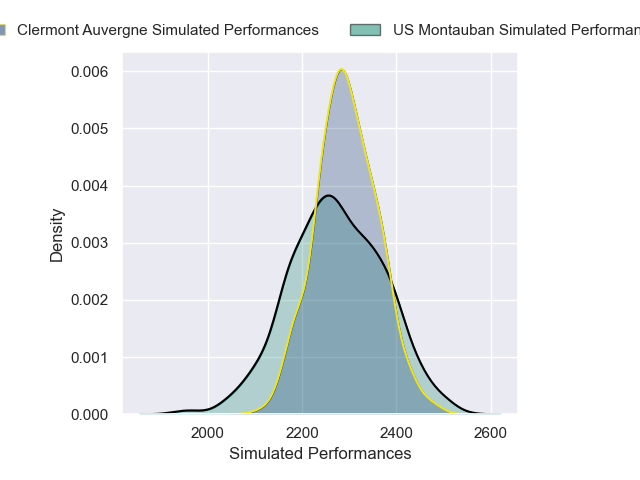 Clermont Auvergne Simulated Performances
US Montauban Simulated
0.006
0.005
0.004
0.003
0.002
0.001
0.000
Density
2000
2200
2400
2600
Simulated Performances